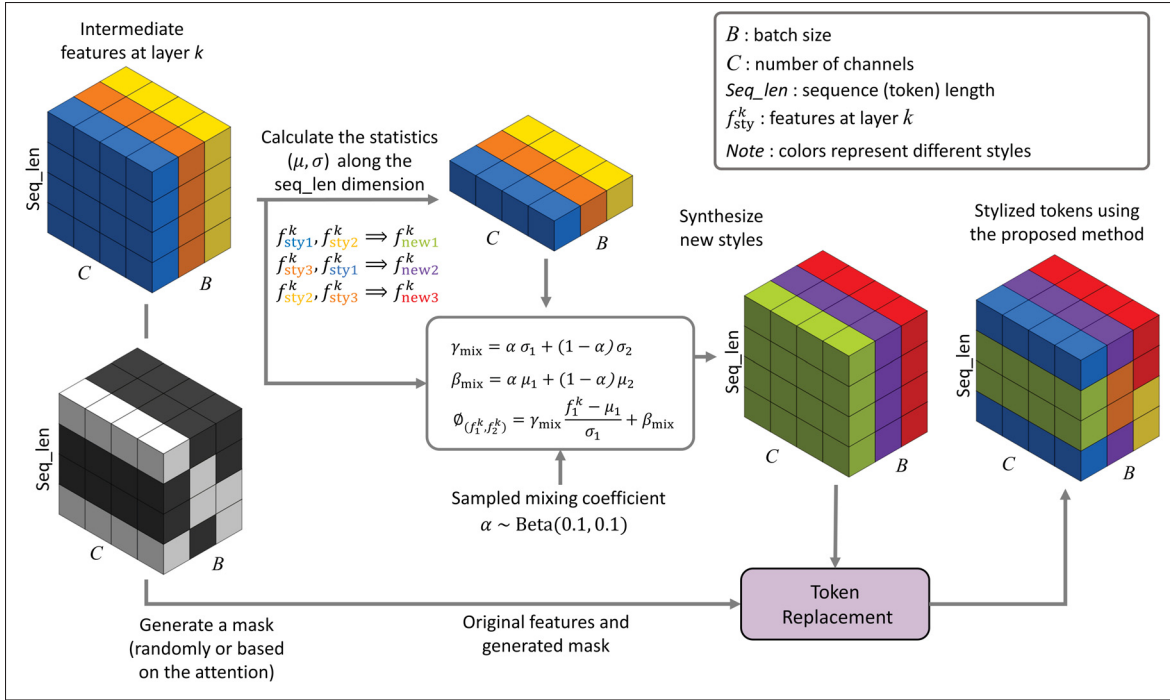 Intermediate
features at layer k
Seq_len
C
B
Calculate the statistics
(μ, σ) along the
seq_len dimension
f^k_sty1, f^k_sty2 ⟹ f^k_new1
f^k_sty3, f^k_sty1 ⟹ f^k_new2
f^k_sty2, f^k_sty3 ⟹ f^k_new3
C
B
B : batch size
C : number of channels
Seq_len : sequence (token) length
f^k_sty : features at layer k
Note : colors represent different styles
Synthesize
new styles
Seq_len
C
B
Stylized tokens using
the proposed method
Seq_len
C
B
γ_mix = α σ_1 + (1 − α) σ_2
β_mix = α μ_1 + (1 − α) μ_2
∅_(f^k_1, f^k_2) = γ_mix (f^k_1 − μ_1)/σ_1 + β_mix
Sampled mixing coefficient
α ~ Beta(0.1, 0.1)
Seq_len
C
B
Generate a mask
(randomly or based
on the attention)
Original features and
generated mask
Token
Replacement